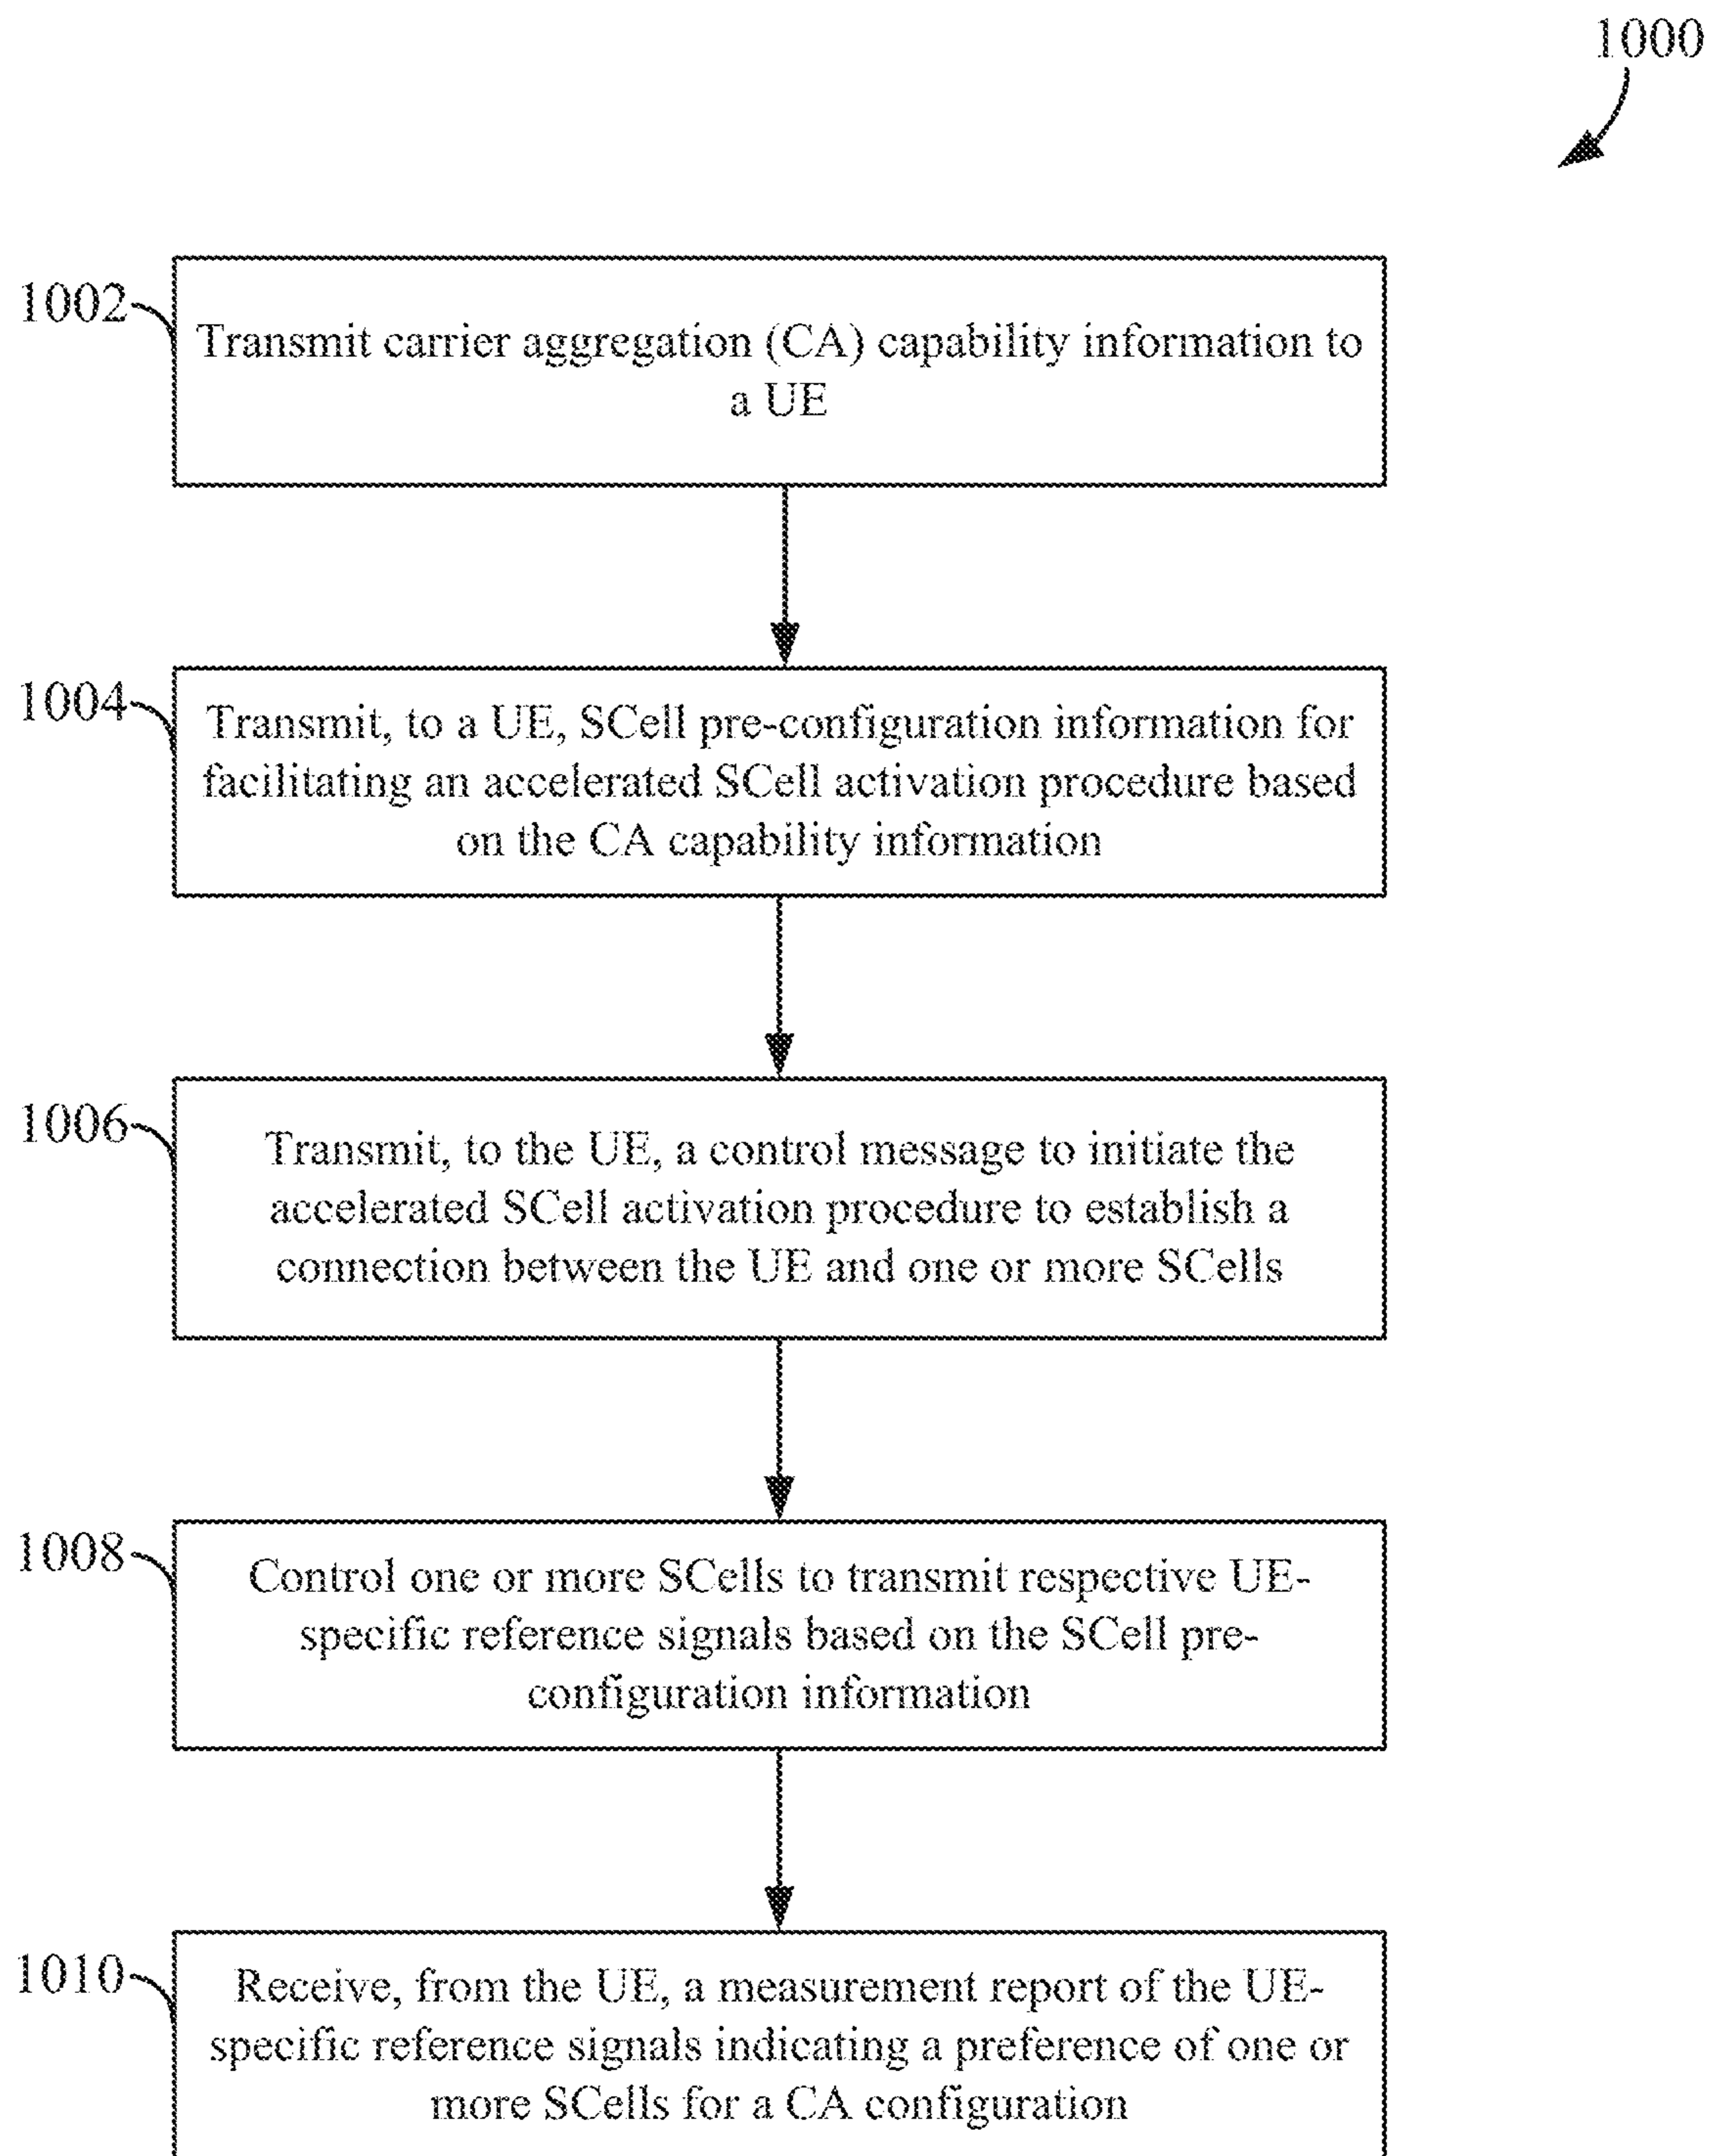 1000
1002
Transmit carrier aggregation (CA) capability information to
a UE
1004
Transmit, to a UE, SCell pre-configuration information for
facilitating an accelerated SCell activation procedure based
on the CA capability information
1006
Transmit, to the UE, a control message to initiate the
accelerated SCell activation procedure to establish a
connection between the UE and one or more SCells
1008
Control one or more SCells to transmit respective UE-
specific reference signals based on the SCell pre-
configuration information
1010
Receive, from the UE, a measurement report of the UE-
specific reference signals indicating a preference of one or
more SCells for a CA configuration